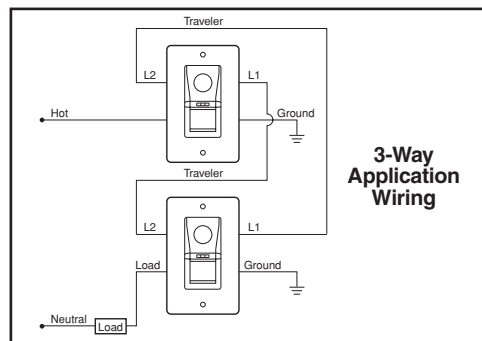 Traveler
L2
L1
Hot
Ground
3-Way
Application
Wiring
Traveler
L2
L1
Load
Ground
Neutral
Load